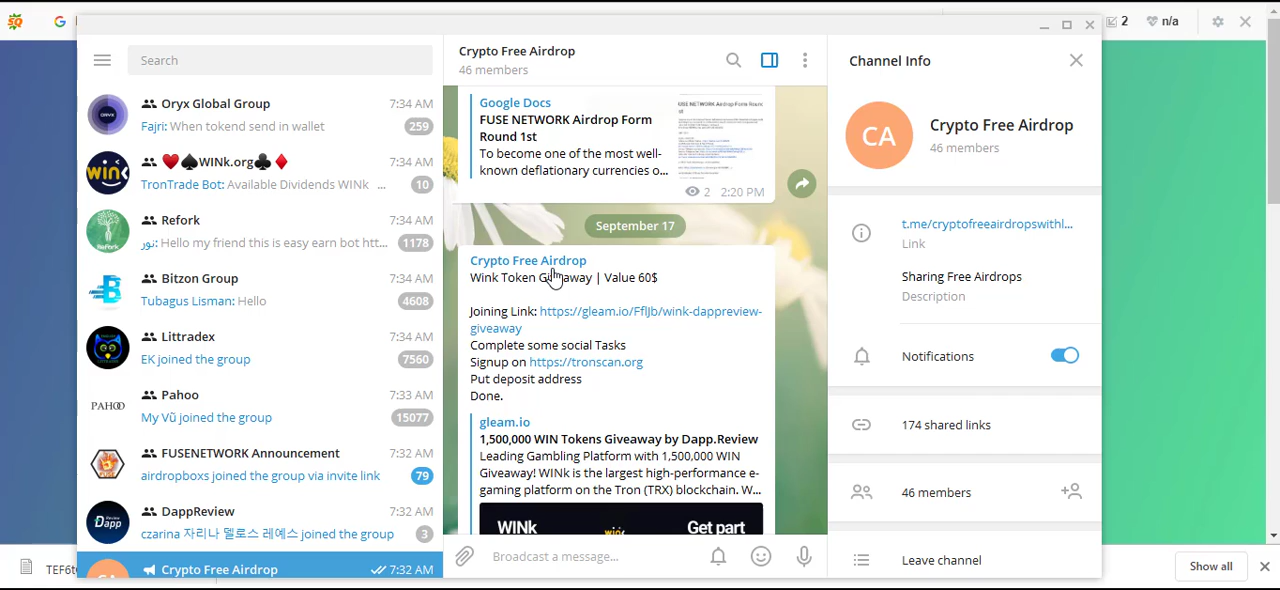 SQ
G
2
n/a
Search
Oryx Global Group
7:34 AM
Fajri: When tokend send in wallet
259
♥♠WINk.org♣♦
7:34 AM
TronTrade Bot: Available Dividends WINk ...
10
Refork
7:34 AM
نور: Hello my friend this is easy earn bot htt...
1178
Bitzon Group
7:34 AM
Tubagus Lisman: Hello
4608
Littradex
7:34 AM
EK joined the group
7560
PAHOO
Pahoo
7:33 AM
My Vũ joined the group
15077
FUSENETWORK Announcement
7:32 AM
airdropboxs joined the group via invite link
79
Dapp
DappReview
7:32 AM
czarina 자리나 델로스 레예스 joined the group
3
Crypto Free Airdrop
7:32 AM
Crypto Free Airdrop
46 members
Google Docs
FUSE NETWORK Airdrop Form
Round 1st
To become one of the most well-
known deflationary currencies o...
2 2:20 PM
September 17
Crypto Free Airdrop
Wink Token Giveaway | Value 60$
Joining Link: https://gleam.io/FflJb/wink-dappreview-
giveaway
Complete some social Tasks
Signup on https://tronscan.org
Put deposit address
Done.
gleam.io
1,500,000 WIN Tokens Giveaway by Dapp.Review
Leading Gambling Platform with 1,500,000 WIN
Giveaway! WINk is the largest high-performance e-
gaming platform on the Tron (TRX) blockchain. W...
WINk
Get part
Broadcast a message...
Channel Info
CA
Crypto Free Airdrop
46 members
t.me/cryptofreeairdropswithl...
Link
Sharing Free Airdrops
Description
Notifications
174 shared links
46 members
Leave channel
Show all